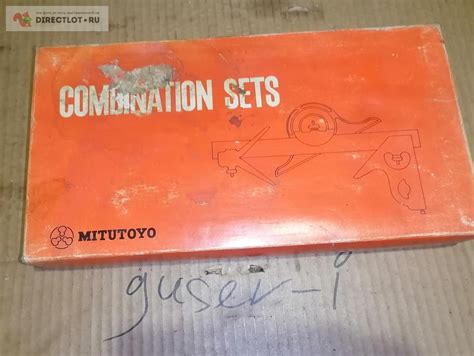 DIRECTLOT.RU
COMBINATION SETS
MITUTOYO
guser-i